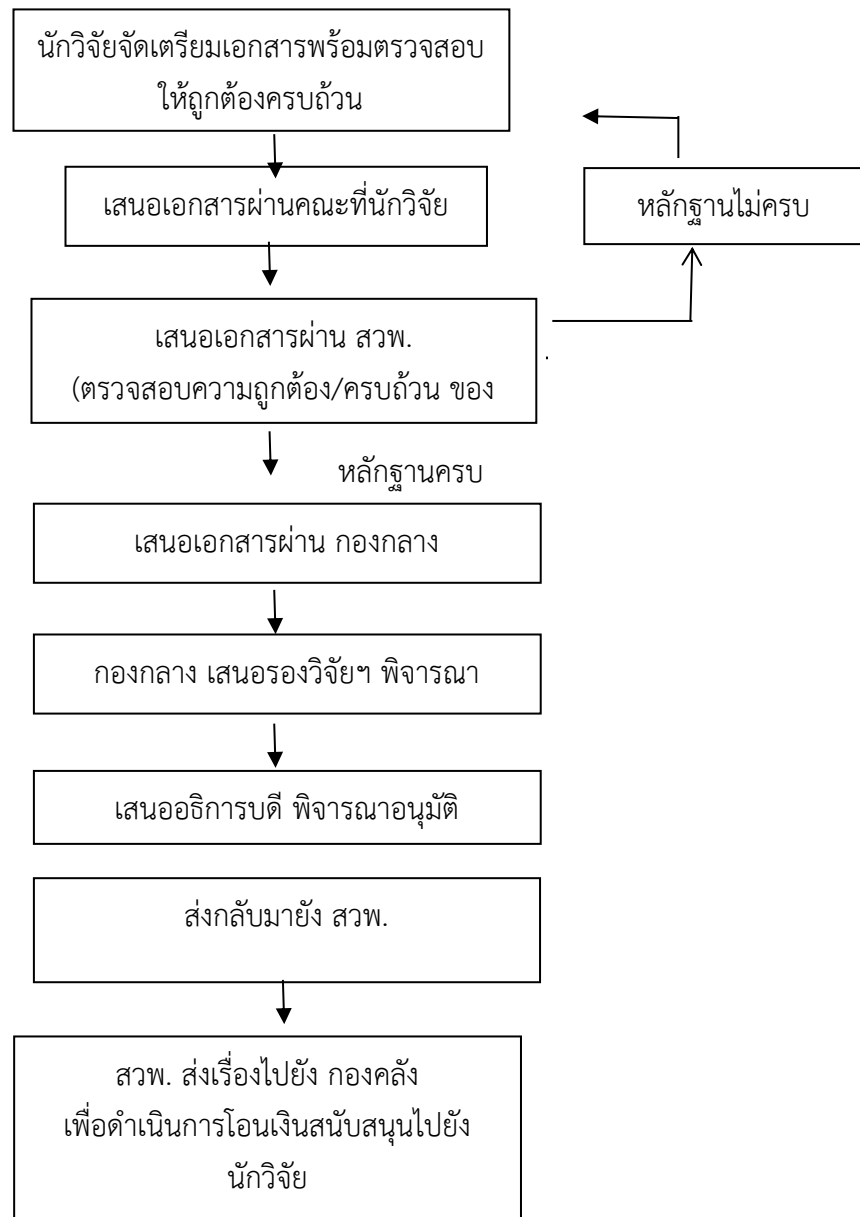 นักวิจัยจัดเตรียมเอกสารพร้อมตรวจสอบ
ให้ถูกต้องครบถ้วน
เสนอเอกสารผ่านคณะที่นักวิจัย
หลักฐานไม่ครบ
เสนอเอกสารผ่าน สวพ.
(ตรวจสอบความถูกต้อง/ครบถ้วน ของ
หลักฐานครบ
เสนอเอกสารผ่าน กองกลาง
กองกลาง เสนอรองวิจัยฯ พิจารณา
เสนออธิการบดี พิจารณาอนุมัติ
ส่งกลับมายัง สวพ.
สวพ. ส่งเรื่องไปยัง กองคลัง
เพื่อดำเนินการโอนเงินสนับสนุนไปยัง
นักวิจัย